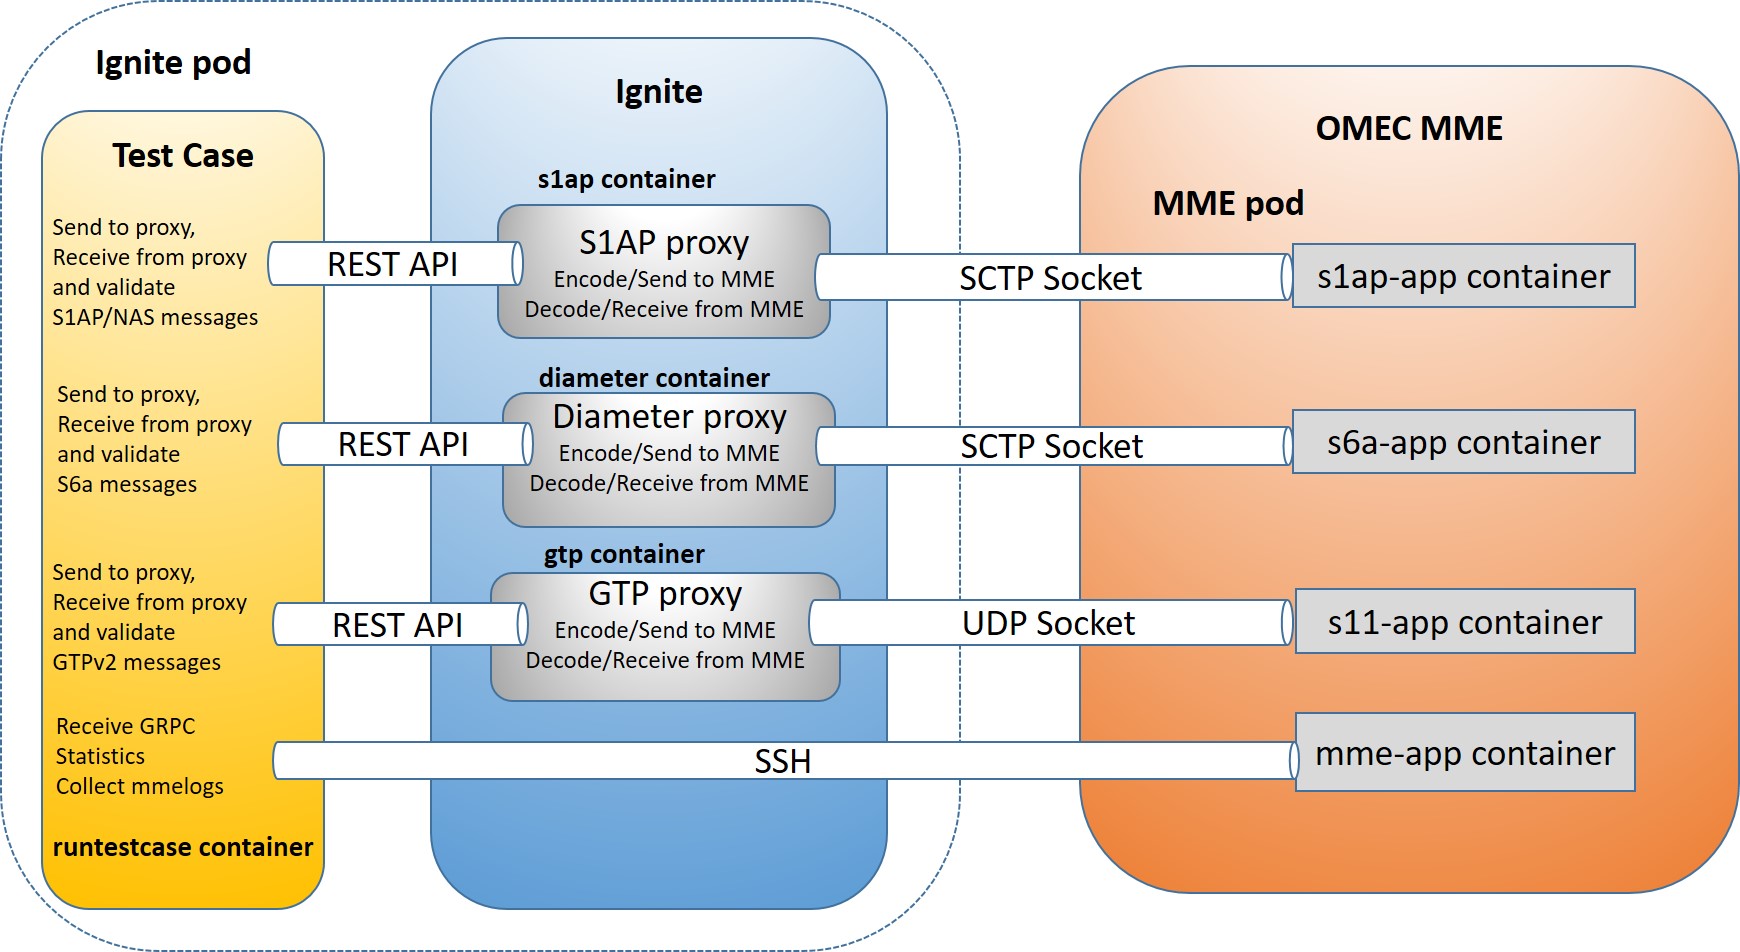 Ignite pod
Test Case
Send to proxy,
Receive from proxy
and validate
S1AP/NAS messages
Send to proxy,
Receive from proxy
and validate
S6a messages
Send to proxy,
Receive from proxy
and validate
GTPv2 messages
Receive GRPC
Statistics
Collect mmelogs
runtestcase container
REST API
REST API
REST API
SSH
Ignite
s1ap container
S1AP proxy
Encode/Send to MME
Decode/Receive from MME
diameter container
Diameter proxy
Encode/Send to MME
Decode/Receive from MME
gtp container
GTP proxy
Encode/Send to MME
Decode/Receive from MME
SCTP Socket
SCTP Socket
UDP Socket
OMEC MME
MME pod
s1ap-app container
s6a-app container
s11-app container
mme-app container